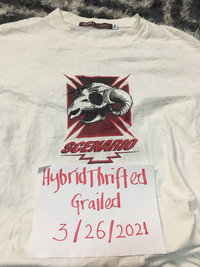 SCENARIO
HybridThrifted
Grailed
3/26/2021